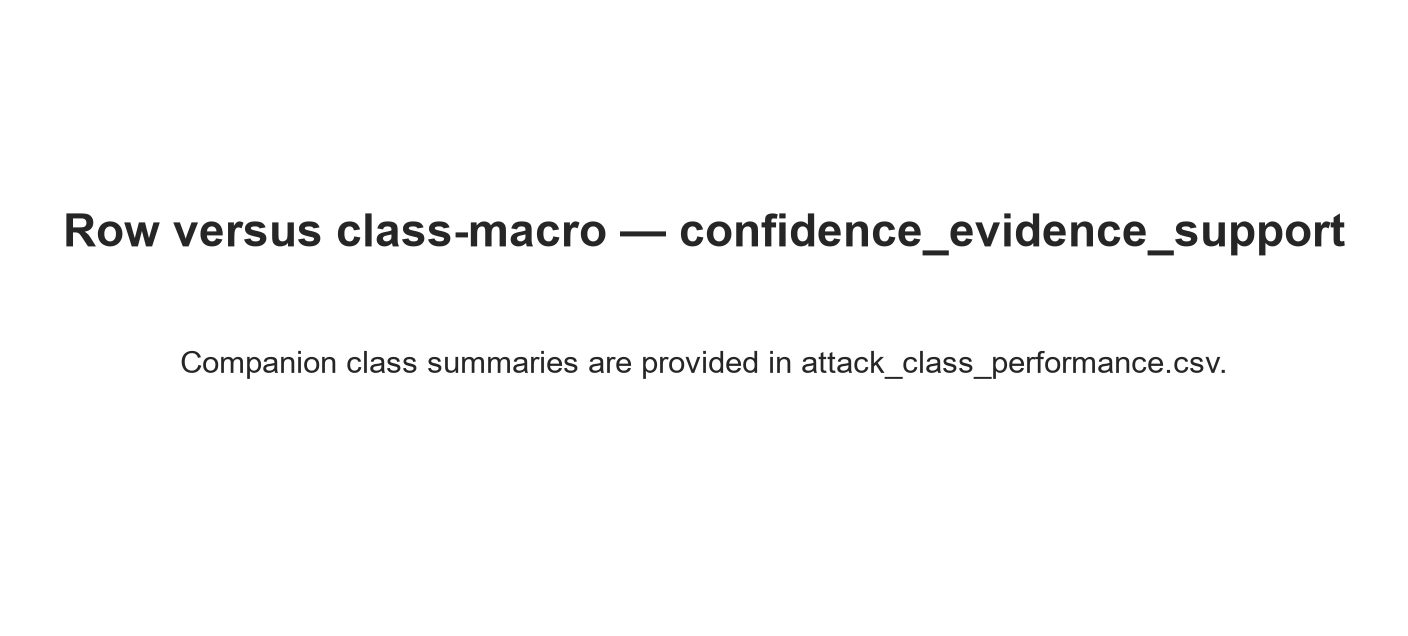 Row versus class-macro — confidence_evidence_support
Companion class summaries are provided in attack_class_performance.csv.